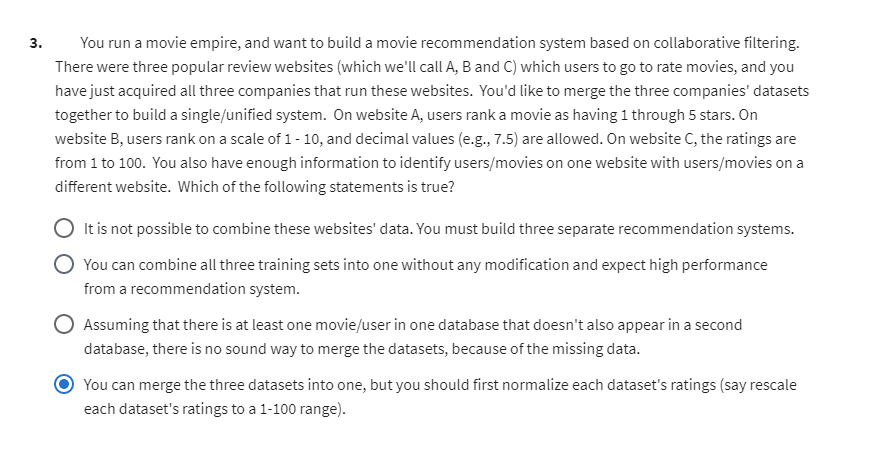 3. You run a movie empire, and want to build a movie recommendation system based on collaborative filtering.
There were three popular review websites (which we'll call A, B and C) which users to go to rate movies, and you
have just acquired all three companies that run these websites. You'd like to merge the three companies' datasets
together to build a single/unified system. On website A, users rank a movie as having 1 through 5 stars. On
website B, users rank on a scale of 1 - 10, and decimal values (e.g., 7.5) are allowed. On website C, the ratings are
from 1 to 100. You also have enough information to identify users/movies on one website with users/movies on a
different website. Which of the following statements is true?
It is not possible to combine these websites' data. You must build three separate recommendation systems.
You can combine all three training sets into one without any modification and expect high performance
from a recommendation system.
Assuming that there is at least one movie/user in one database that doesn't also appear in a second
database, there is no sound way to merge the datasets, because of the missing data.
You can merge the three datasets into one, but you should first normalize each dataset's ratings (say rescale
each dataset's ratings to a 1-100 range).